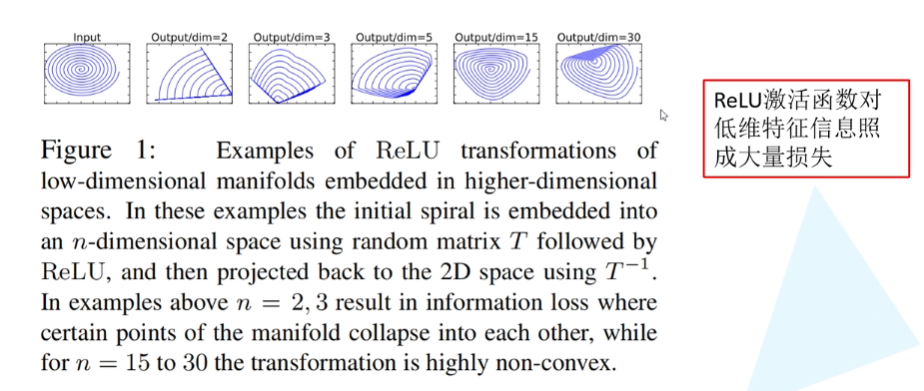 Input Output/dim=2 Output/dim=3 Output/dim=5 Output/dim=15 Output/dim=30
Figure 1: Examples of ReLU transformations of
low-dimensional manifolds embedded in higher-dimensional
spaces. In these examples the initial spiral is embedded into
an n-dimensional space using random matrix T followed by
ReLU, and then projected back to the 2D space using T⁻¹.
In examples above n = 2, 3 result in information loss where
certain points of the manifold collapse into each other, while
for n = 15 to 30 the transformation is highly non-convex.
ReLU激活函数对
低维特征信息照
成大量损失